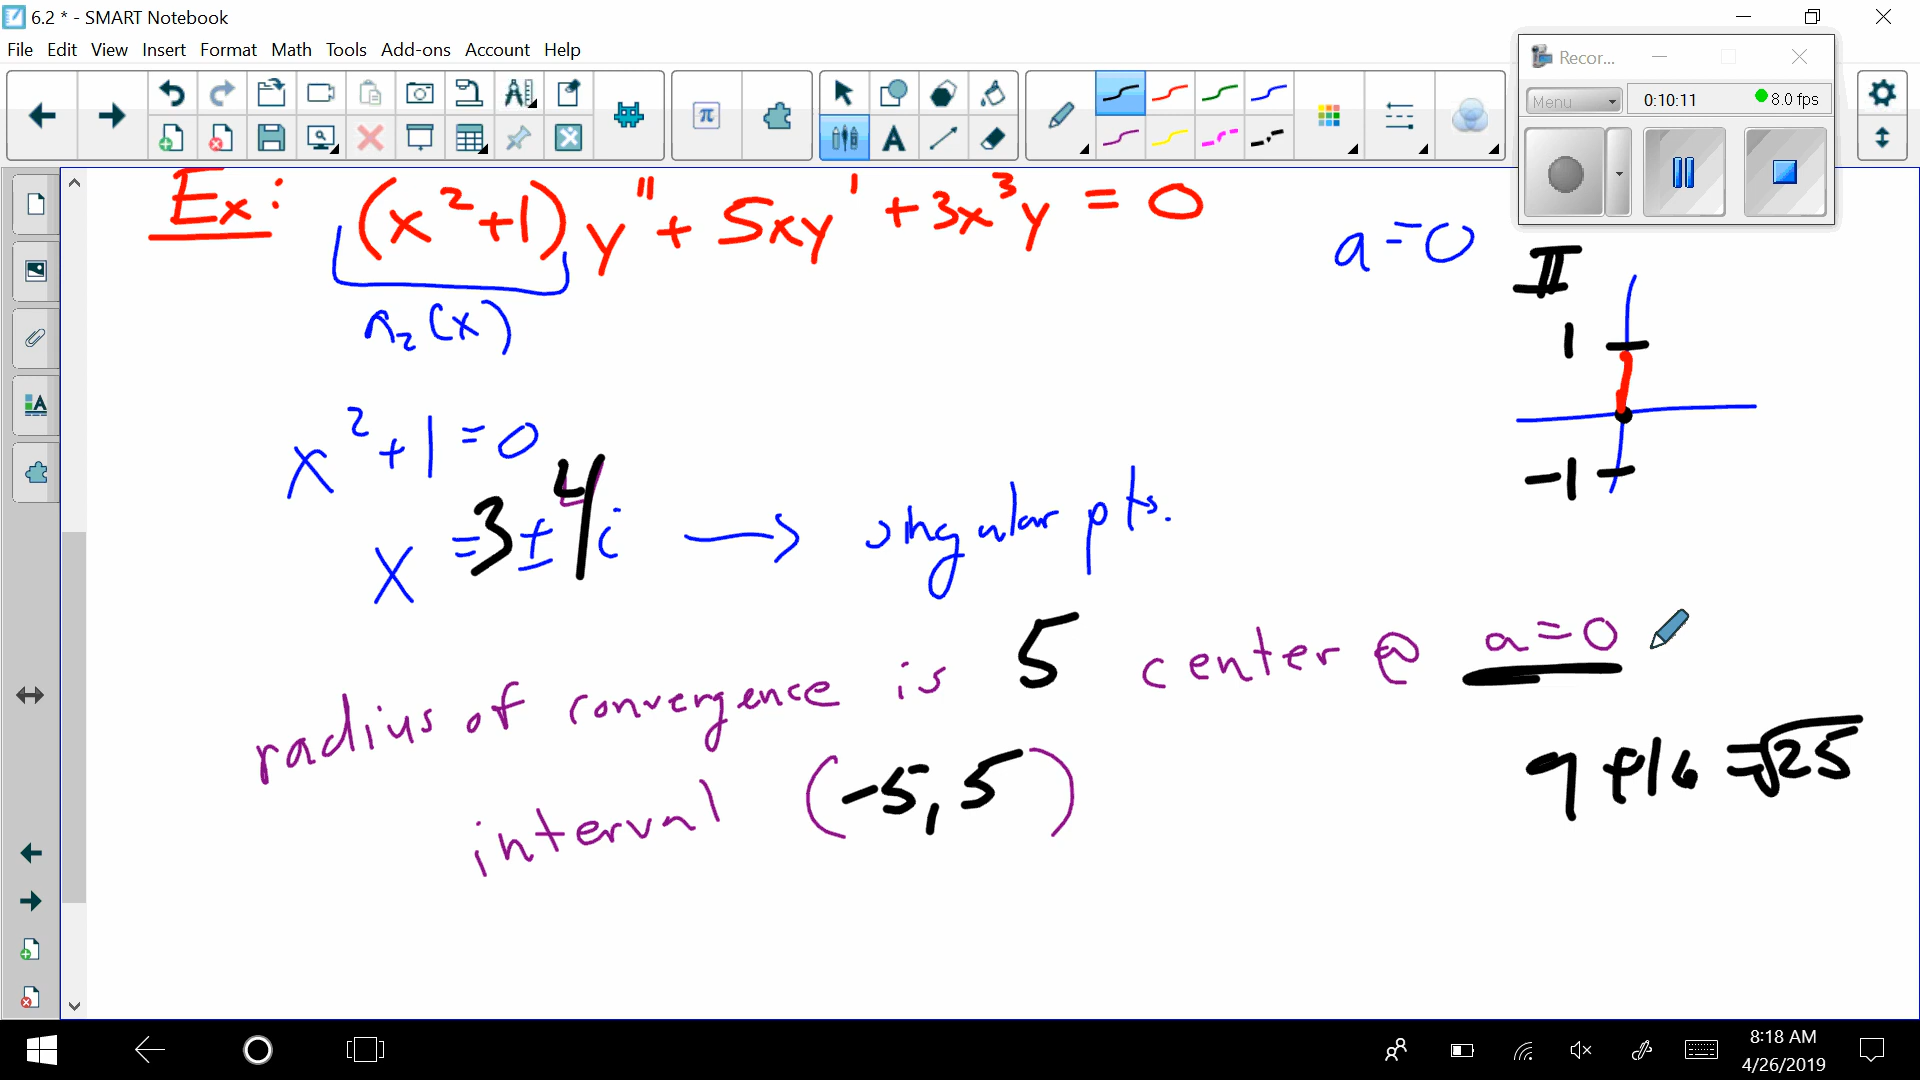 6.2 * - SMART Notebook
File Edit View Insert Format Math Tools Add-ons Account Help
Recor...
Menu 0:10:11 8.0 fps
Ex: (x²+1)y" + 5xy' + 3x³y = 0
a=0
II
a₂(x)
1
x²+1=0
-1
x = 3 ± 4i → singular pts.
radius of convergence is 5 center @ a=0
9 + 16 = √25
interval (-5, 5)
8:18 AM
4/26/2019